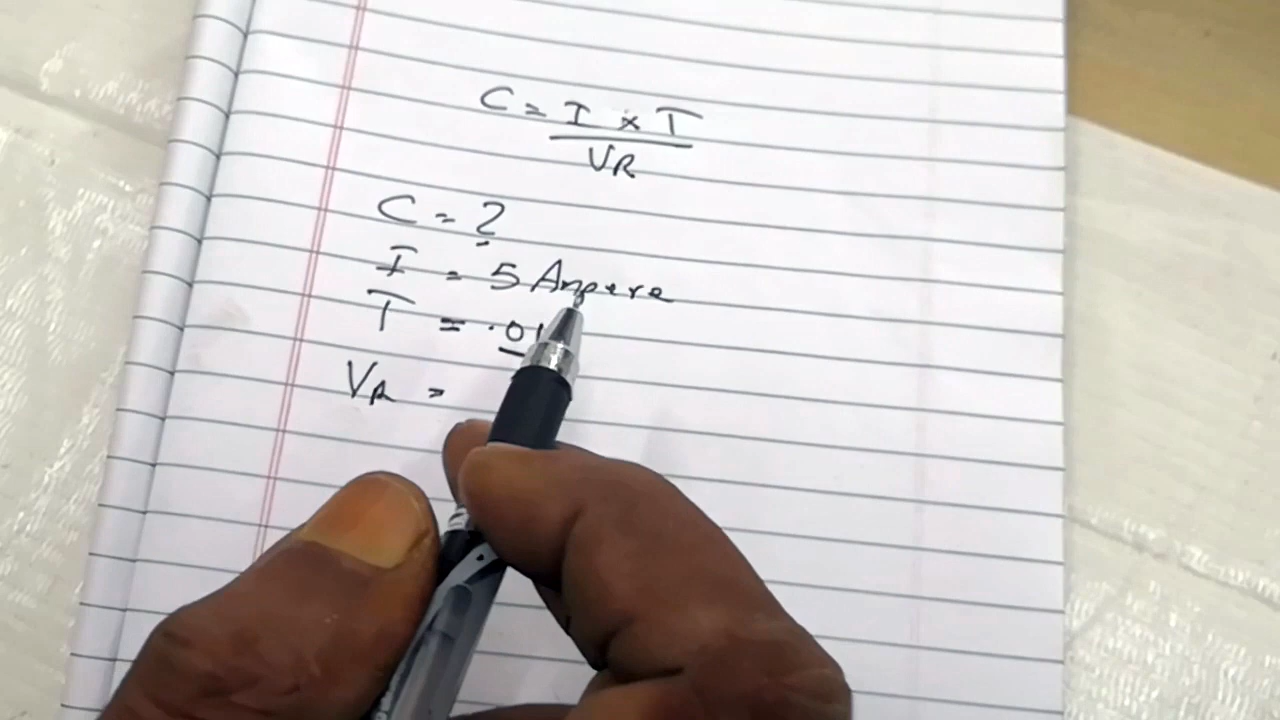 C = I × T
VR
C = ?
I = 5 Ampere
T = .01
VR =